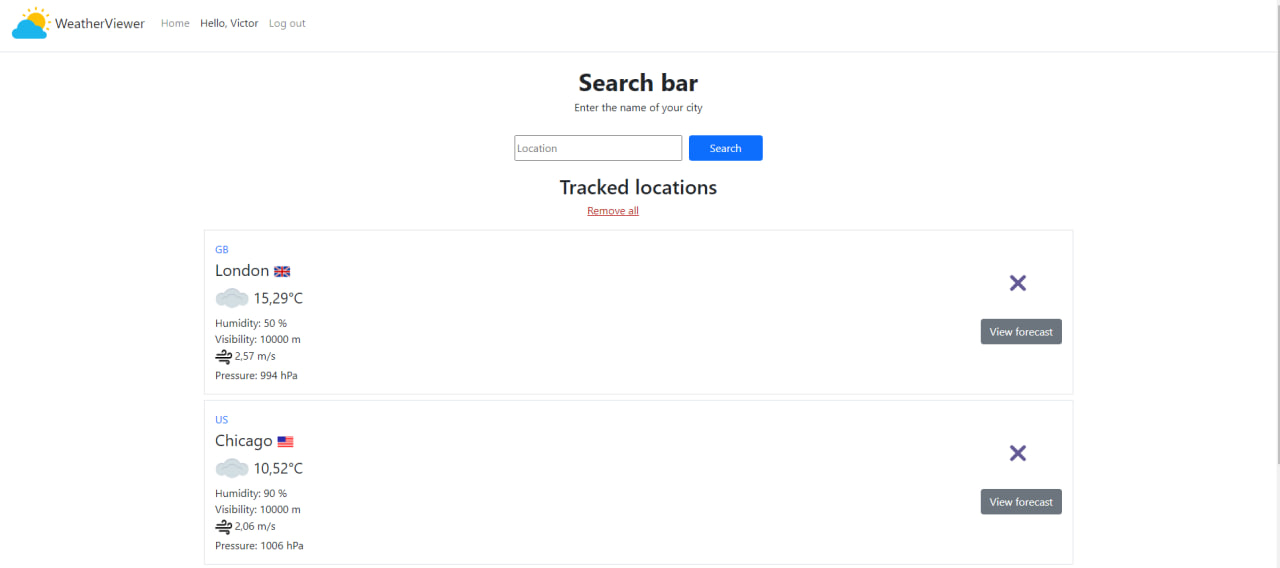 WeatherViewer Home Hello, Victor Log out
Search bar
Enter the name of your city
Location Search
Tracked locations
Remove all
GB
London
15,29°C
Humidity: 50 %
View forecast
Visibility: 10000 m
2,57 m/s
Pressure: 994 hPa
US
Chicago
10,52°C
Humidity: 90 %
View forecast
Visibility: 10000 m
2,06 m/s
Pressure: 1006 hPa